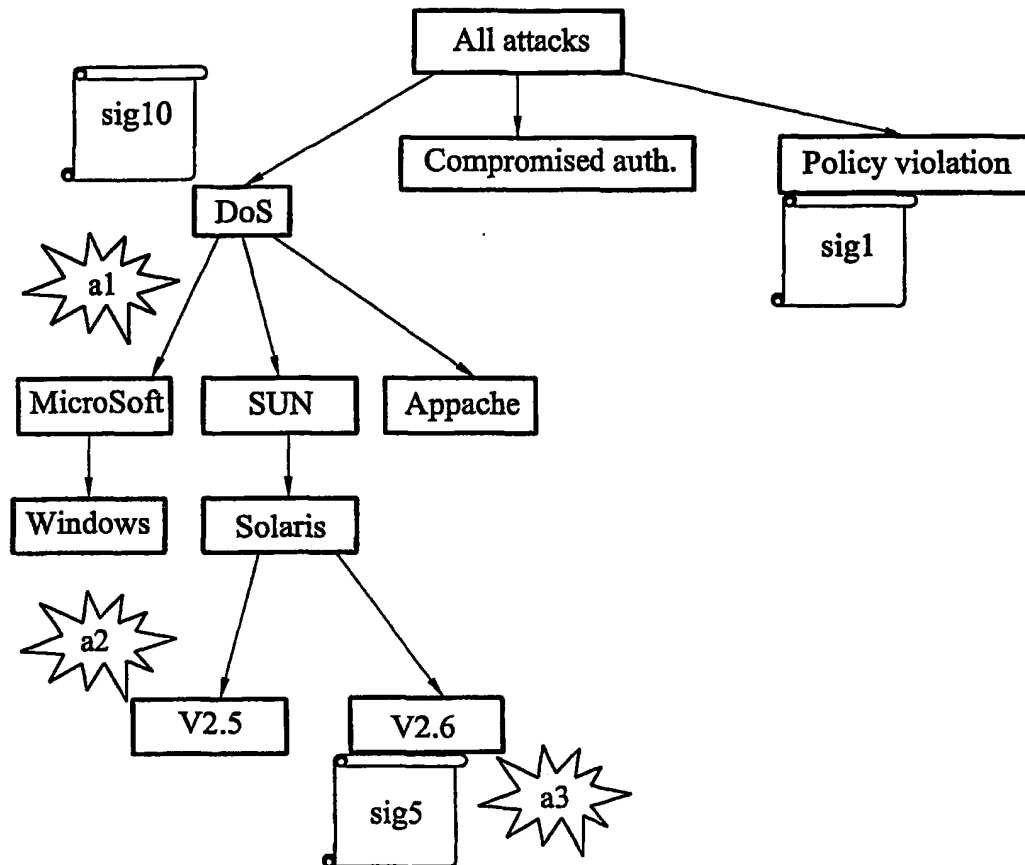 All attacks
sig10
Compromised auth.
Policy violation
DoS
sig1
a1
MicroSoft
SUN
Appache
Windows
Solaris
a2
V2.5
V2.6
sig5
a3